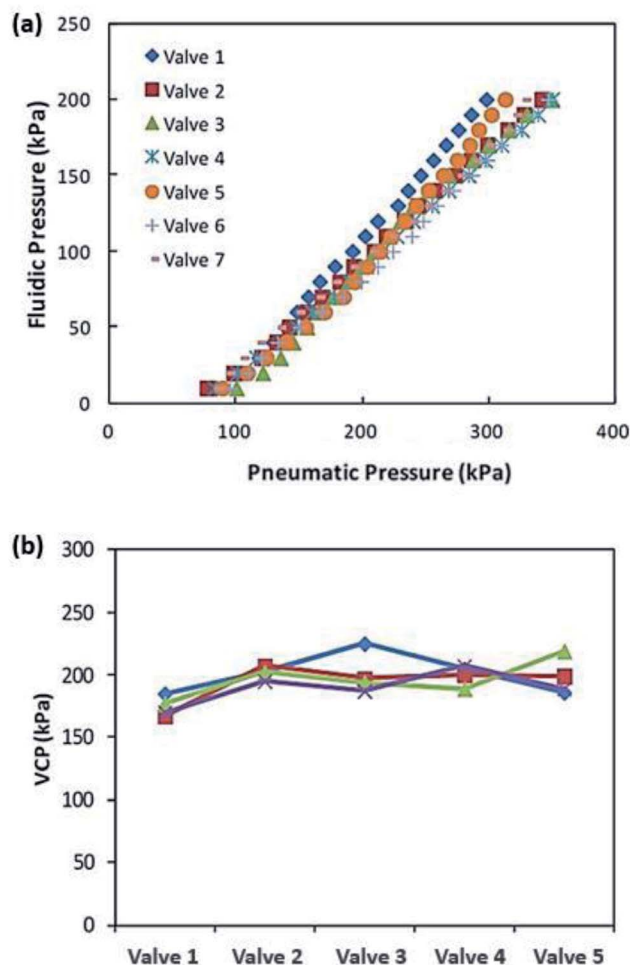 (a)
250
200
150
100
50
0
Fluidic Pressure (kPa)
Valve 1
Valve 2
Valve 3
Valve 4
Valve 5
Valve 6
Valve 7
0 100 200 300 400
Pneumatic Pressure (kPa)
(b)
300
250
200
150
100
50
0
VCP (kPa)
Valve 1 Valve 2 Valve 3 Valve 4 Valve 5